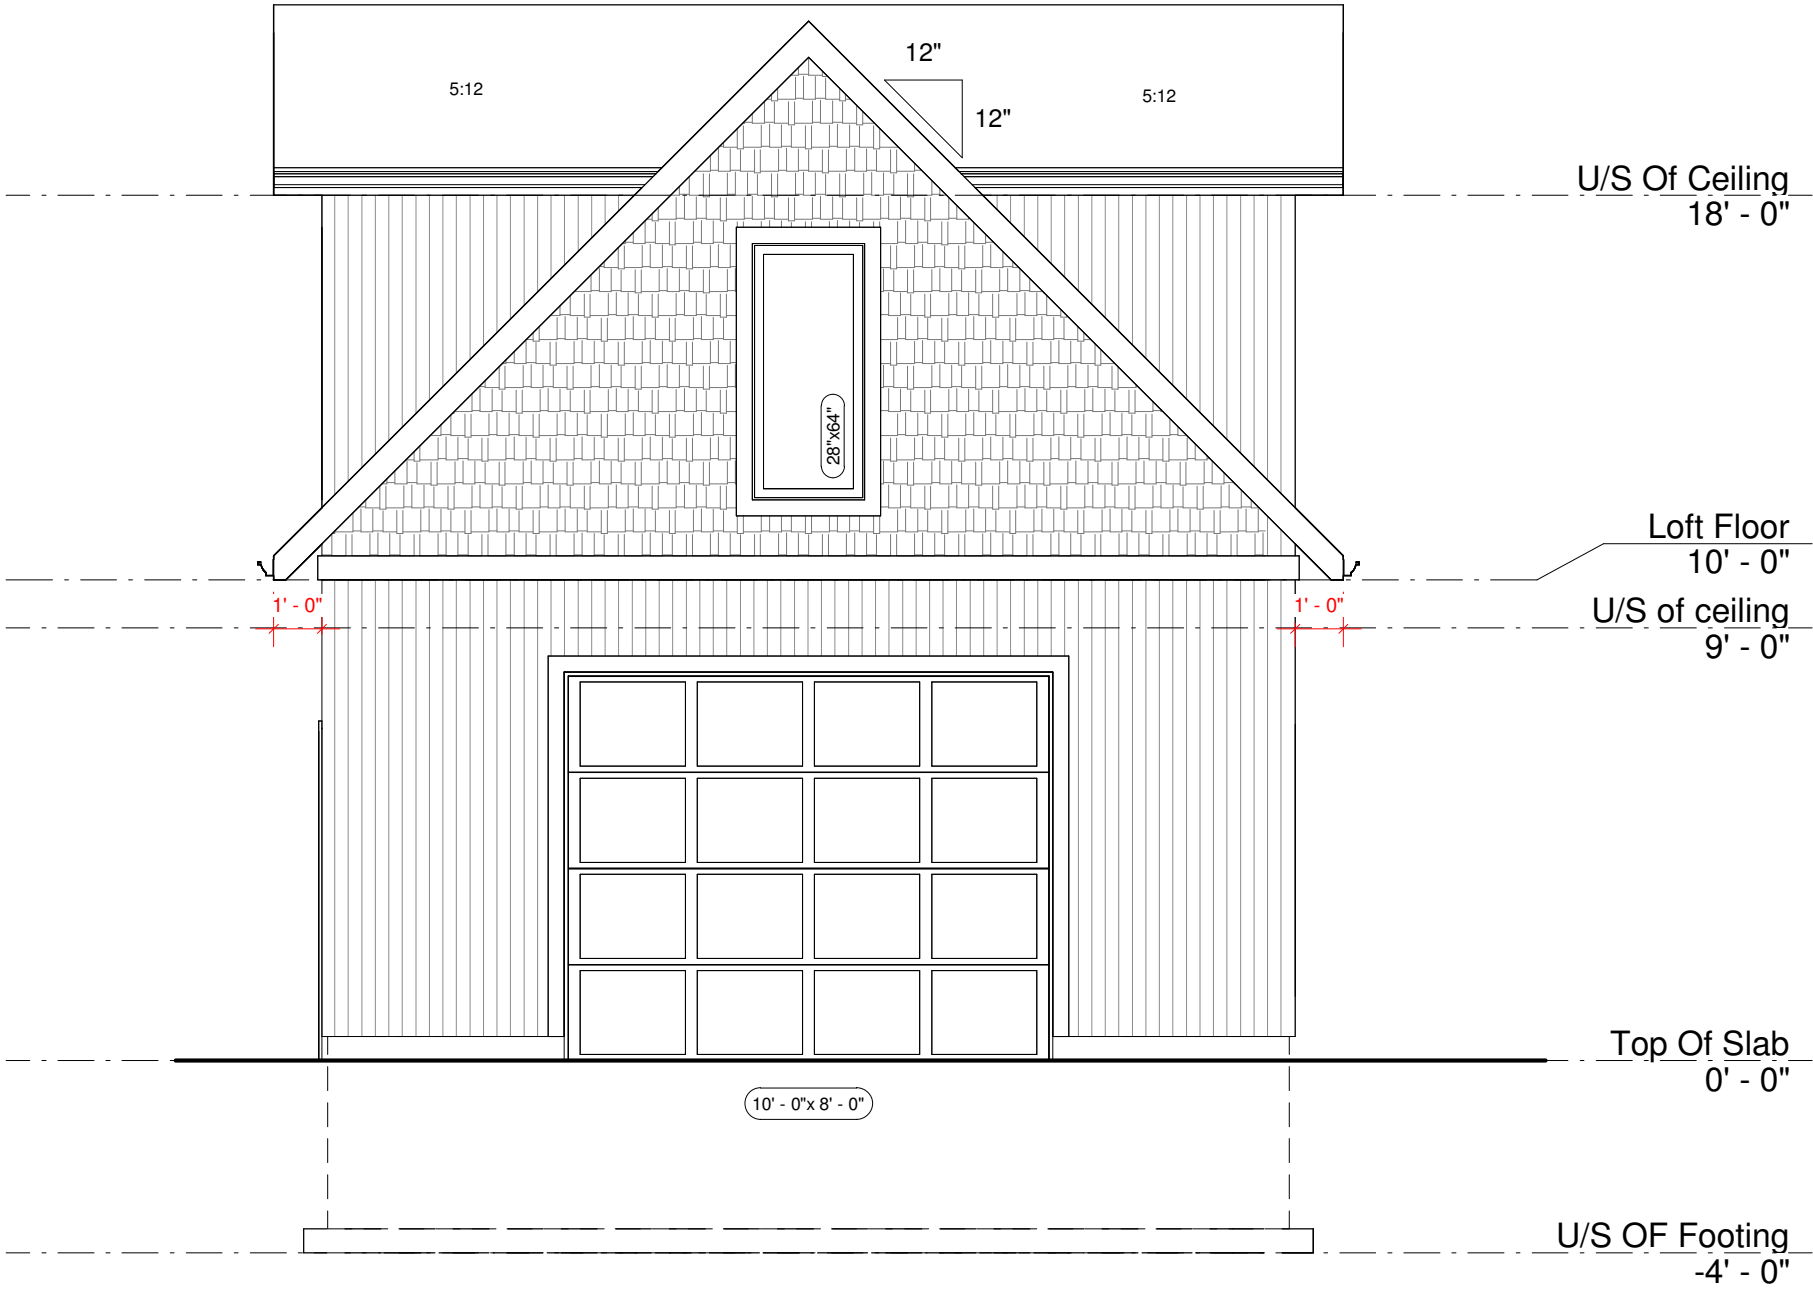 12"
5:12
12"
5:12
U/S Of Ceiling
18' - 0"
28"x64"
Loft Floor
10' - 0"
1' - 0"
1' - 0"
U/S of ceiling
9' - 0"
Top Of Slab
0' - 0"
10' - 0"x 8' - 0"
U/S OF Footing
-4' - 0"